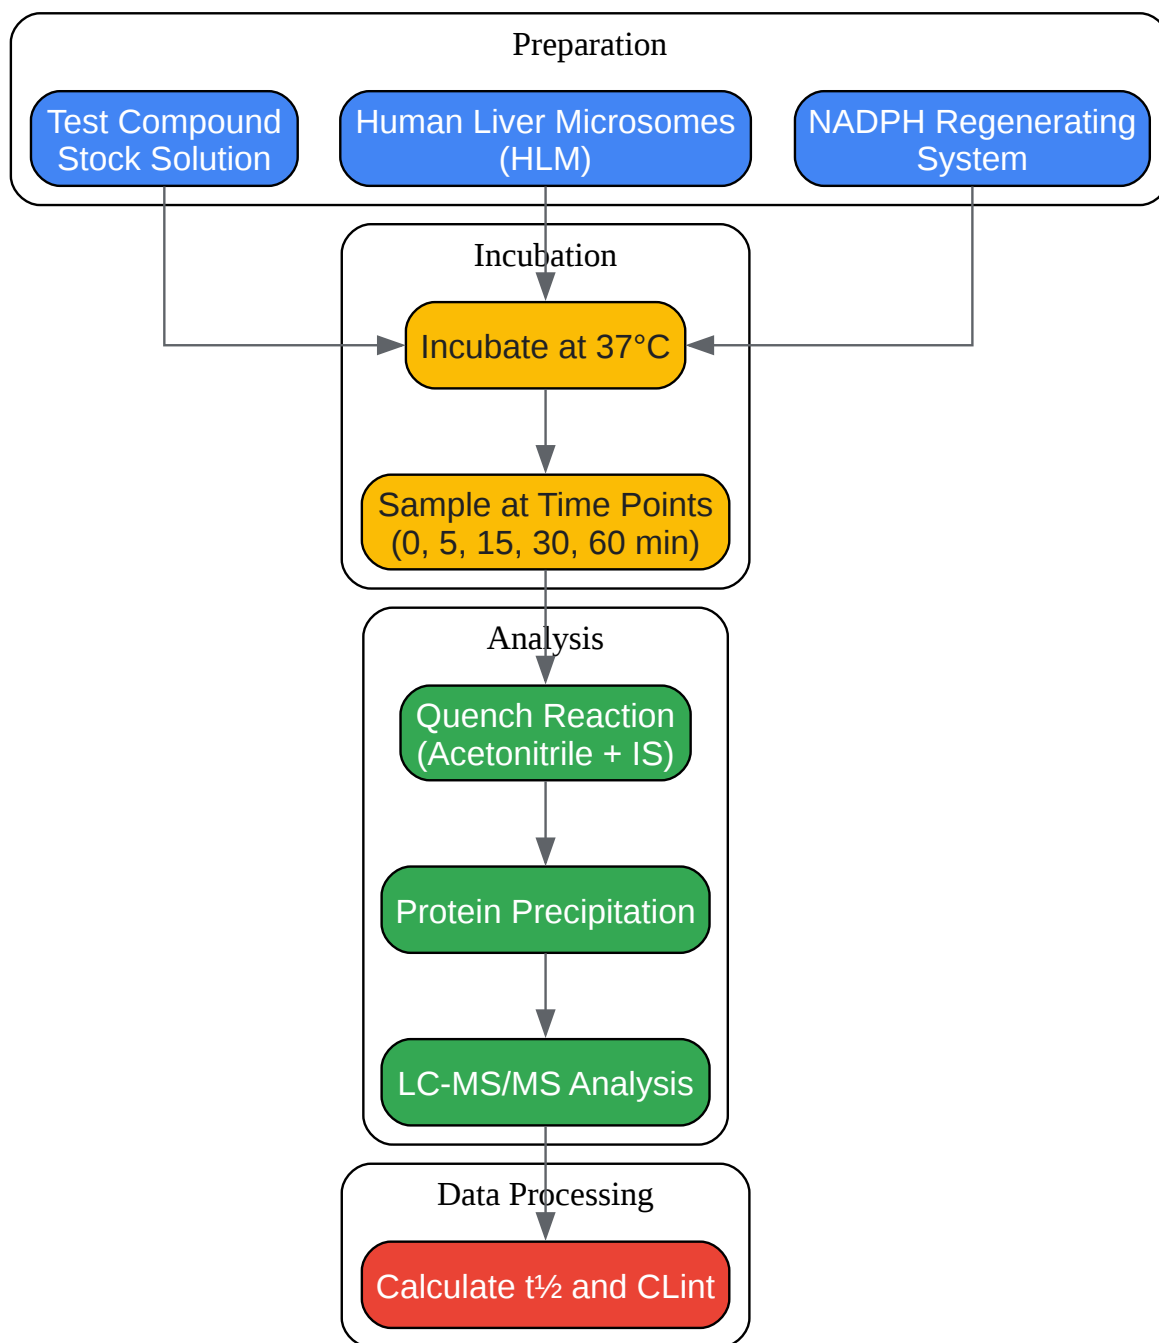 Preparation
Test Compound
Stock Solution
Human Liver Microsomes
(HLM)
NADPH Regenerating
System
Incubation
Incubate at 37°C
Sample at Time Points
(0, 5, 15, 30, 60 min)
Analysis
Quench Reaction
(Acetonitrile + IS)
Protein Precipitation
LC-MS/MS Analysis
Data Processing
Calculate t½ and CLint